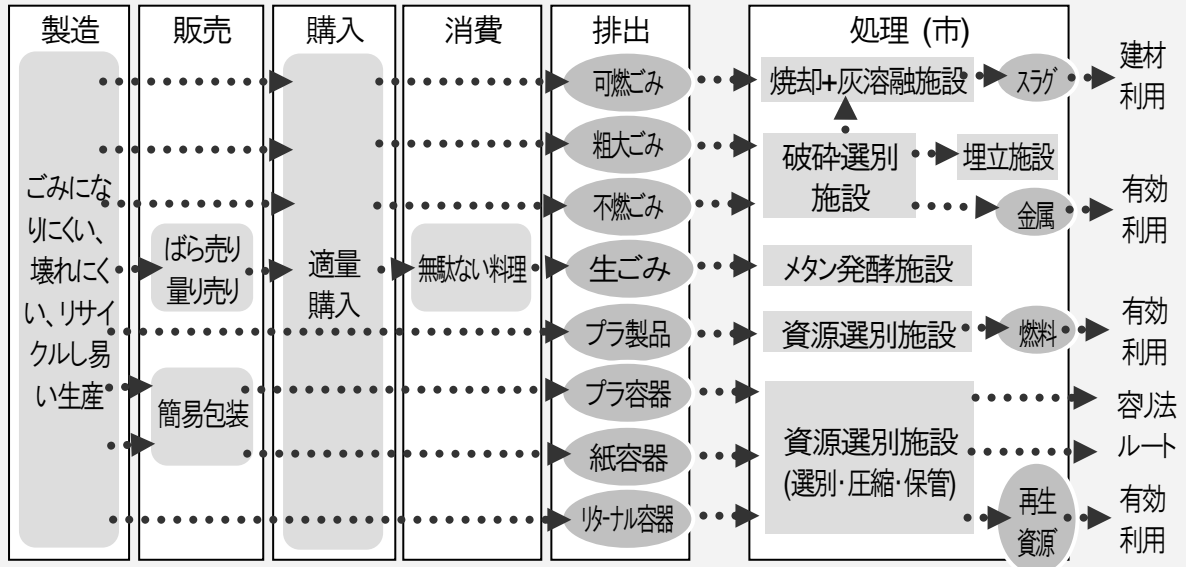 製造
販売
購入
消費
排出
処理 (市)
ごみにな
りにくい、
壊れにく
い、リサイ
クルし易
い生産
ばら売り
量り売り
簡易包装
適量
購入
無駄ない料理
可燃ごみ
粗大ごみ
不燃ごみ
生ごみ
プラ製品
プラ容器
紙容器
リターナル容器
焼却+灰溶融施設
スラグ
建材
利用
破砕選別
施設
埋立施設
金属
有効
利用
メタン発酵施設
資源選別施設
燃料
有効
利用
資源選別施設
(選別・圧縮・保管)
容リ法
ルート
再生
資源
有効
利用